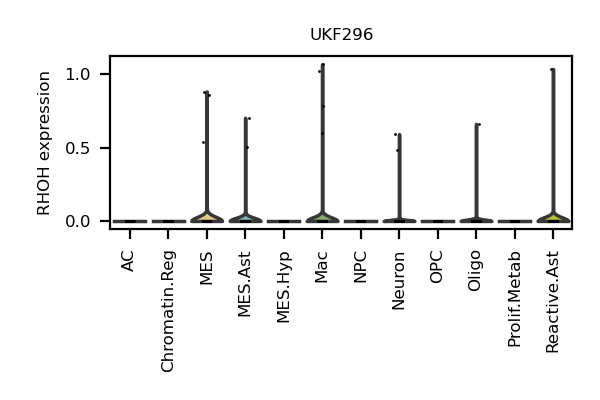 UKF296
RHOH expression
1.0
0.5
0.0
AC
Chromatin.Reg
MES
MES.Ast
MES.Hyp
Mac
NPC
Neuron
OPC
Oligo
Prolif.Metab
Reactive.Ast